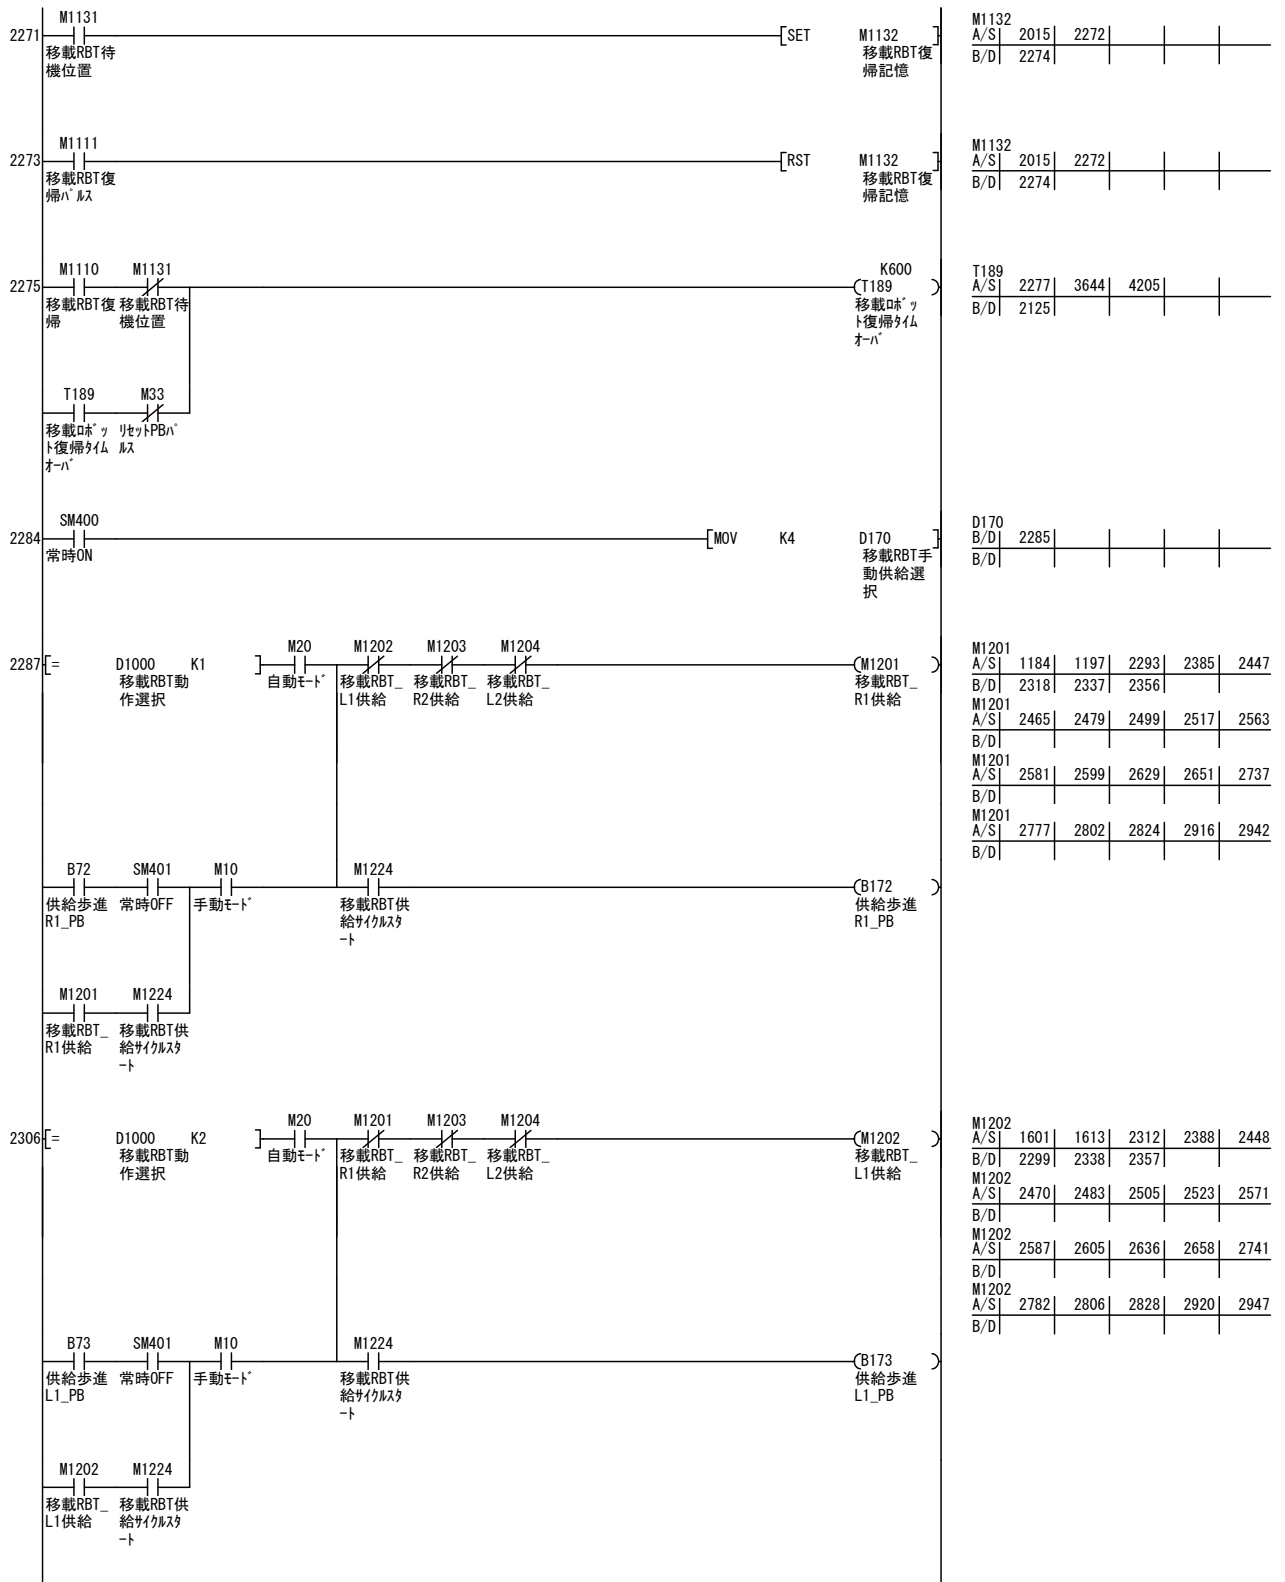 M1131
2271 SET M1132
移載RBT待
機位置
移載RBT復
帰記憶
M1132
A/S 2015 2272
B/D 2274
M1111
2273 RST M1132
移載RBT復
帰パルス
移載RBT復
帰記憶
M1132
A/S 2015 2272
B/D 2274
M1110 M1131 K600
2275 T189
移載RBT復 移載RBT待
帰 機位置
移載ロボッ
ト復帰タイム
オーバ
T189
A/S 2277 3644 4205
B/D 2125
T189 M33
移載ロボッ リセットPBパ
ト復帰タイム ルス
オーバ
SM400
2284 MOV K4 D170
常時ON
移載RBT手
動供給選
択
D170
B/D 2285
B/D
M20 M1202 M1203 M1204
2287 = D1000 K1 M1201
移載RBT動 自動モード 移載RBT_ 移載RBT_ 移載RBT_ 移載RBT_
作選択 L1供給 R2供給 L2供給 R1供給
M1201
A/S 1184 1197 2293 2385 2447
B/D 2318 2337 2356
M1201
A/S 2465 2479 2499 2517 2563
B/D
M1201
A/S 2581 2599 2629 2651 2737
B/D
M1201
A/S 2777 2802 2824 2916 2942
B/D
B72 SM401 M10 M1224
B172
供給歩進 常時OFF 手動モード 移載RBT供 供給歩進
R1_PB 給サイクルスタ R1_PB
ート
M1201 M1224
移載RBT_ 移載RBT供
R1供給 給サイクルスタ
ート
M20 M1201 M1203 M1204
2306 = D1000 K2 M1202
移載RBT動 自動モード 移載RBT_ 移載RBT_ 移載RBT_ 移載RBT_
作選択 R1供給 R2供給 L2供給 L1供給
M1202
A/S 1601 1613 2312 2388 2448
B/D 2299 2338 2357
M1202
A/S 2470 2483 2505 2523 2571
B/D
M1202
A/S 2587 2605 2636 2658 2741
B/D
M1202
A/S 2782 2806 2828 2920 2947
B/D
B73 SM401 M10 M1224
B173
供給歩進 常時OFF 手動モード 移載RBT供 供給歩進
L1_PB 給サイクルスタ L1_PB
ート
M1202 M1224
移載RBT_ 移載RBT供
L1供給 給サイクルスタ
ート